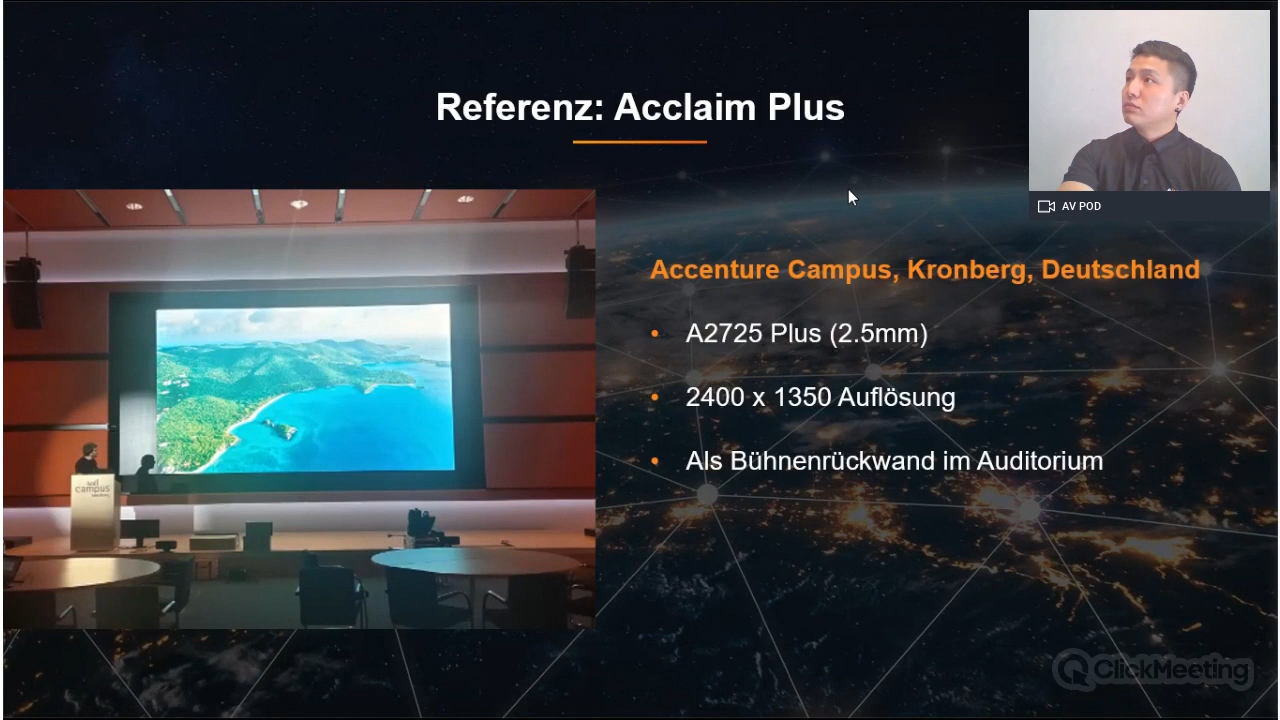 Referenz: Acclaim Plus
AV POD
Accenture Campus, Kronberg, Deutschland
• A2725 Plus (2.5mm)
• 2400 x 1350 Auflösung
• Als Bühnenrückwand im Auditorium
campus
ClickMeeting